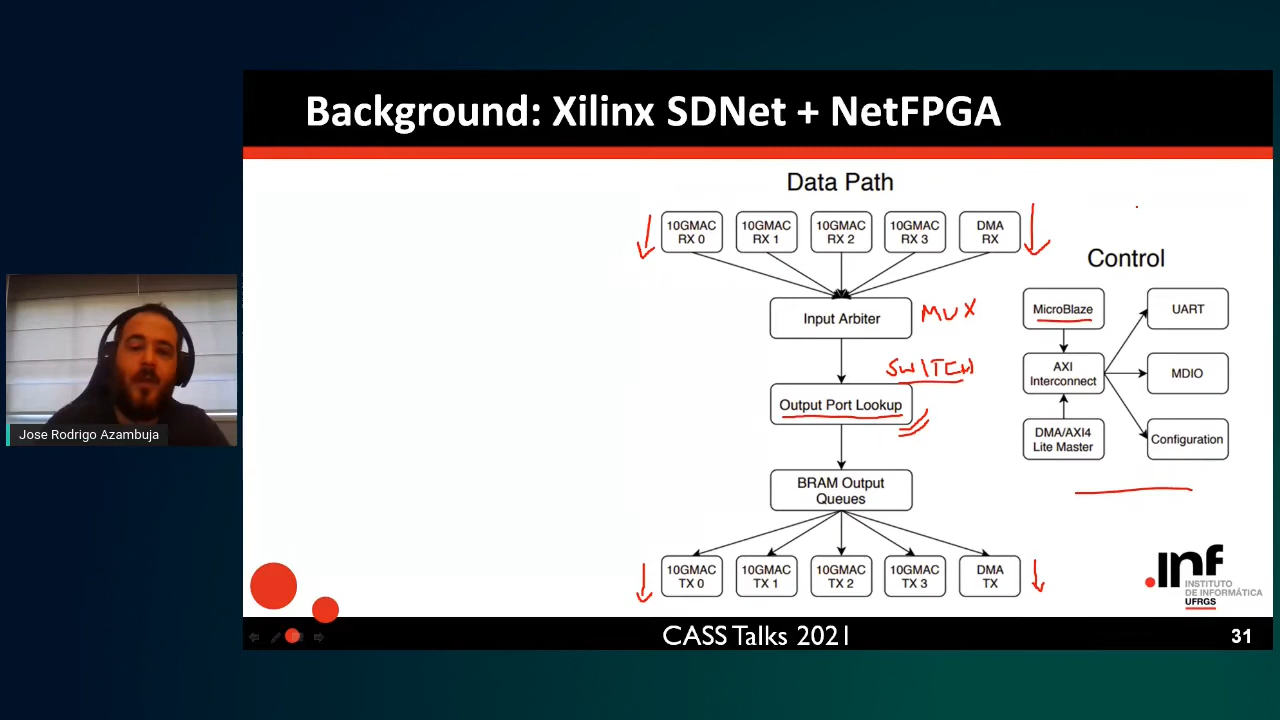 Background: Xilinx SDNet + NetFPGA
Data Path
10GMAC
RX 0
10GMAC
RX 1
10GMAC
RX 2
10GMAC
RX 3
DMA
RX
Input Arbiter
MUX
SWITCH
Output Port Lookup
BRAM Output
Queues
10GMAC
TX 0
10GMAC
TX 1
10GMAC
TX 2
10GMAC
TX 3
DMA
TX
Control
MicroBlaze
UART
AXI
Interconnect
MDIO
DMA/AXI4
Lite Master
Configuration
Jose Rodrigo Azambuja
.inf
INSTITUTO
DE INFORMÁTICA
UFRGS
CASS Talks 2021
31